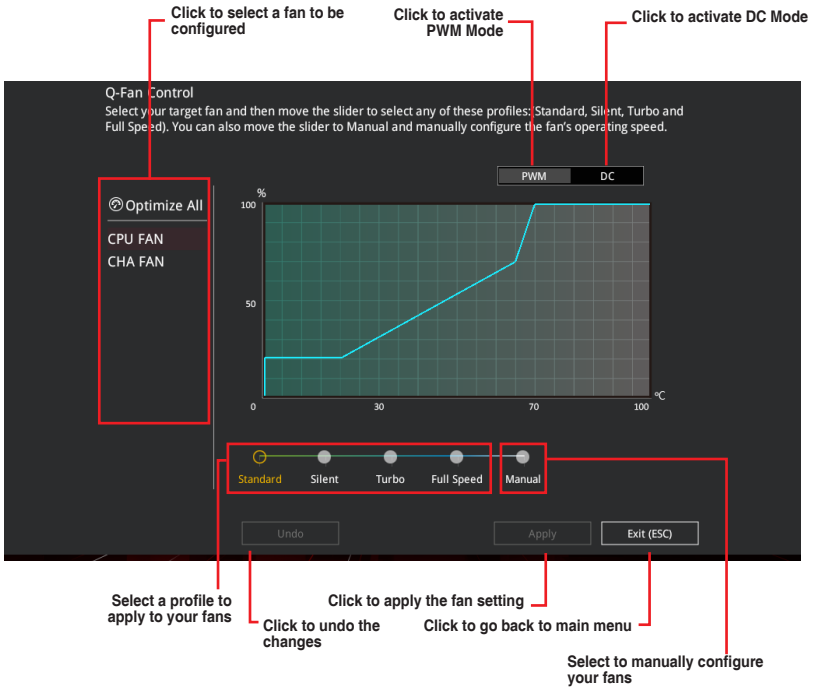 Click to select a fan to be
configured
Click to activate
PWM Mode
Click to activate DC Mode
Q-Fan Control
Select your target fan and then move the slider to select any of these profiles:(Standard, Silent, Turbo and
Full Speed). You can also move the slider to Manual and manually configure the fan's operating speed.
PWM
DC
Optimize All
CPU FAN
CHA FAN
%
100
50
0
30
70
100
ºC
Standard
Silent
Turbo
Full Speed
Manual
Undo
Apply
Exit (ESC)
Select a profile to
apply to your fans
Click to undo the
changes
Click to apply the fan setting
Click to go back to main menu
Select to manually configure
your fans